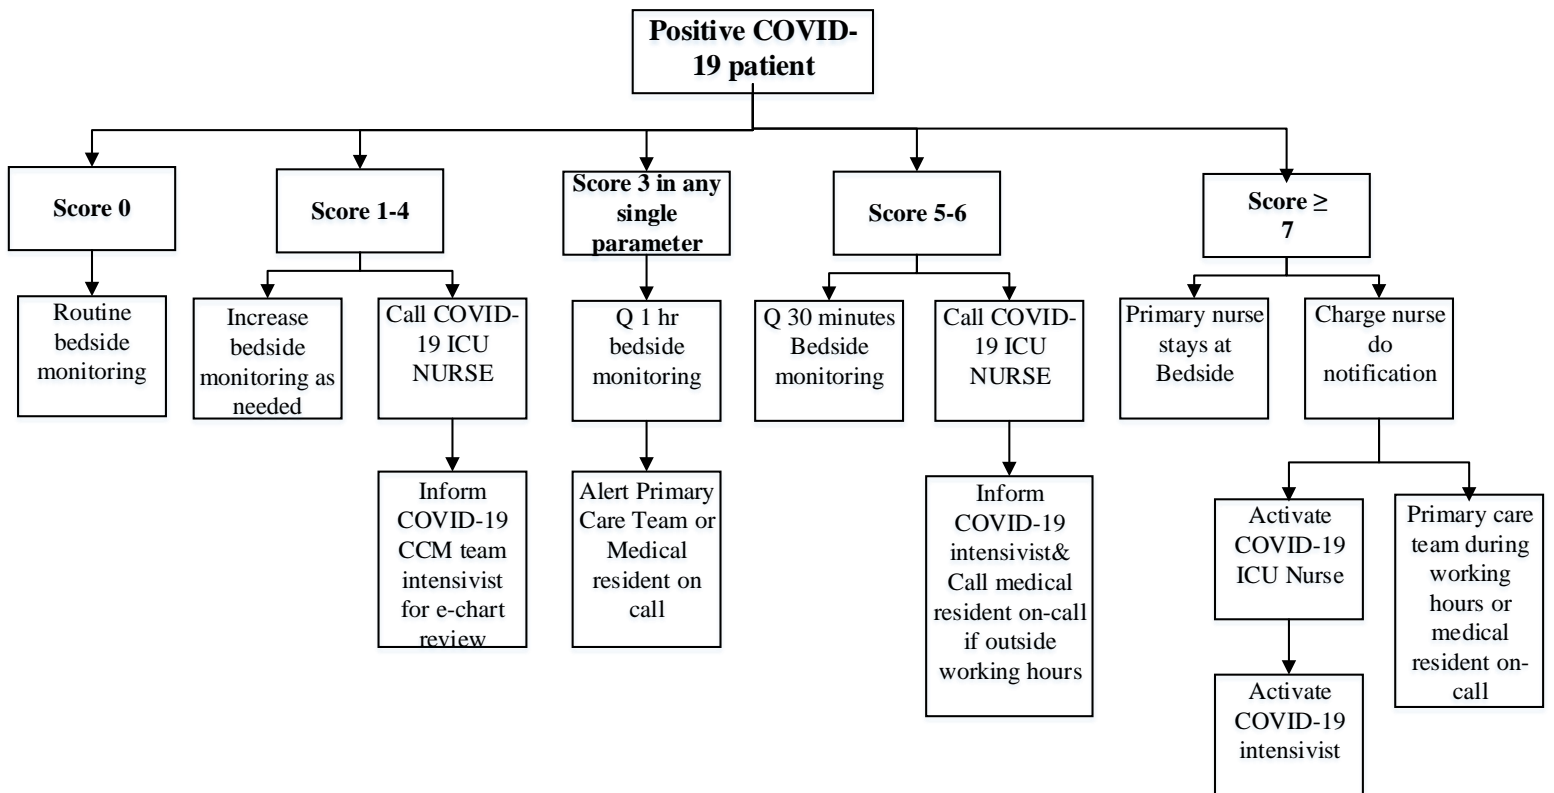 Positive COVID-
19 patient
Score 0
Score 1-4
Score 3 in any
single
parameter
Score 5-6
Score ≥
7
Routine
bedside
monitoring
Increase
bedside
monitoring as
needed
Call COVID-
19 ICU
NURSE
Q 1 hr
bedside
monitoring
Q 30 minutes
Bedside
monitoring
Call COVID-
19 ICU
NURSE
Primary nurse
stays at
Bedside
Charge nurse
do
notification
Inform
COVID-19
CCM team
intensivist
for e-chart
review
Alert Primary
Care Team or
Medical
resident on
call
Inform
COVID-19
intensivist&
Call medical
resident on-call
if outside
working hours
Activate
COVID-19
ICU Nurse
Primary care
team during
working
hours or
medical
resident on-
call
Activate
COVID-19
intensivist